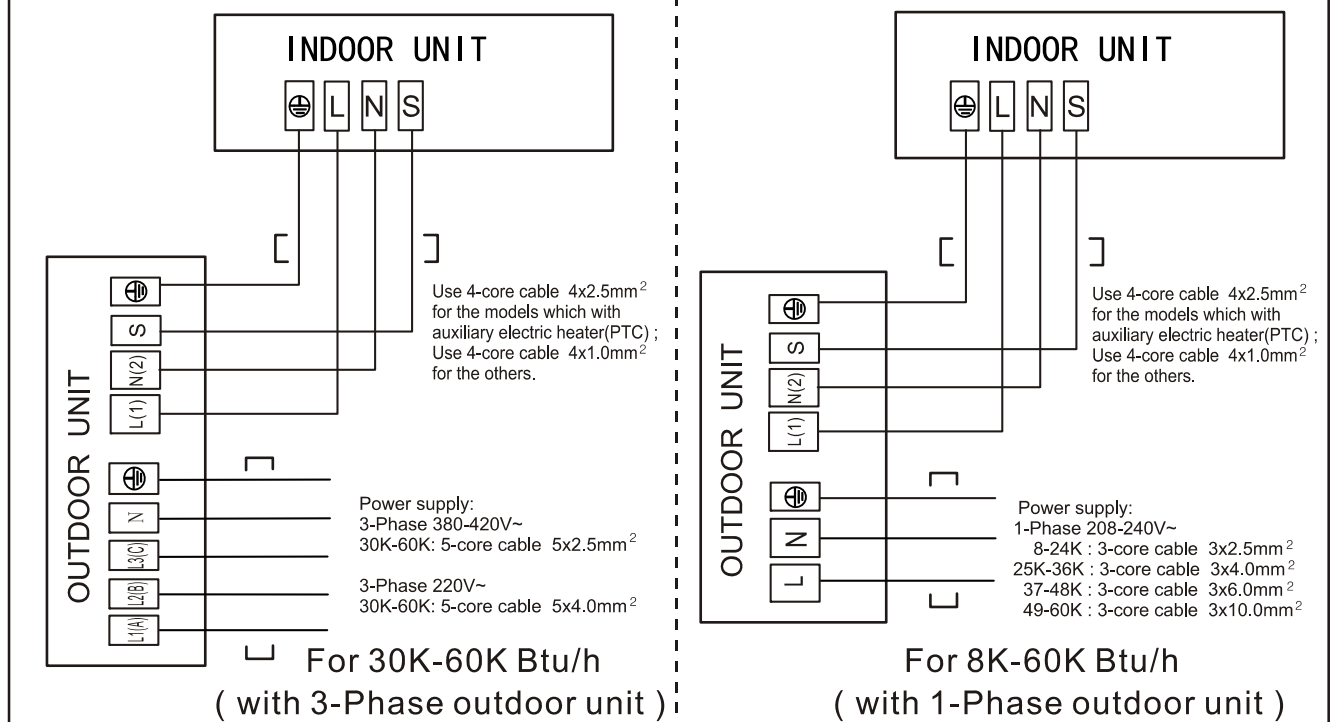 INDOOR UNIT
L N S
Use 4-core cable 4x2.5mm²
for the models which with
auxiliary electric heater(PTC) ;
Use 4-core cable 4x1.0mm²
for the others.
OUTDOOR UNIT
S
N(2)
L(1)
N
L3(C)
L2(B)
L1(A)
Power supply:
3-Phase 380-420V~
30K-60K: 5-core cable 5x2.5mm²
3-Phase 220V~
30K-60K: 5-core cable 5x4.0mm²
For 30K-60K Btu/h
( with 3-Phase outdoor unit )
INDOOR UNIT
L N S
Use 4-core cable 4x2.5mm²
for the models which with
auxiliary electric heater(PTC) ;
Use 4-core cable 4x1.0mm²
for the others.
OUTDOOR UNIT
S
N(2)
L(1)
N
L
Power supply:
1-Phase 208-240V~
8-24K : 3-core cable 3x2.5mm²
25K-36K : 3-core cable 3x4.0mm²
37-48K : 3-core cable 3x6.0mm²
49-60K : 3-core cable 3x10.0mm²
For 8K-60K Btu/h
( with 1-Phase outdoor unit )